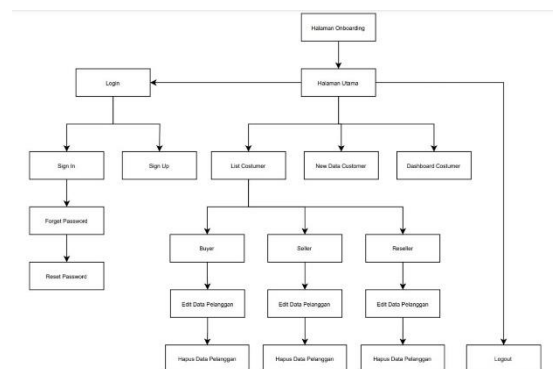 Halaman Onboarding
Login
Halaman Utama
Sign In
Sign Up
List Costumer
New Data Customer
Dashboard Costumer
Forget Password
Buyer
Seller
Reseller
Reset Password
Edit Data Pelanggan
Edit Data Pelanggan
Edit Data Pelanggan
Hapus Data Pelanggan
Hapus Data Pelanggan
Hapus Data Pelanggan
Logout